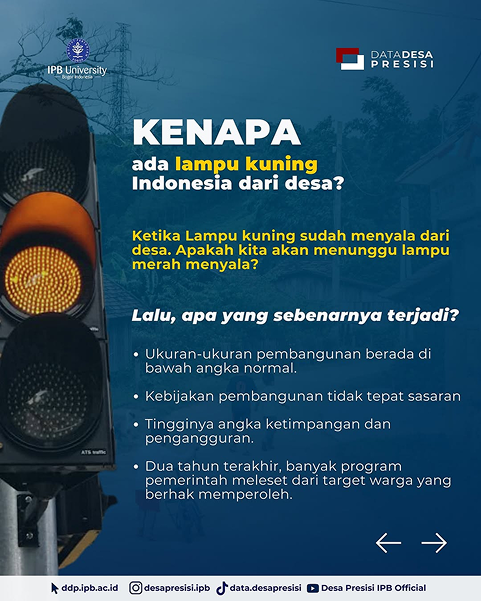 IPB University
Bogor Indonesia
DATA DESA
PRESISI
KENAPA
ada lampu kuning
Indonesia dari desa?
Ketika Lampu kuning sudah menyala dari
desa. Apakah kita akan menunggu lampu
merah menyala?
Lalu, apa yang sebenarnya terjadi?
• Ukuran-ukuran pembangunan berada di
bawah angka normal.
• Kebijakan pembangunan tidak tepat sasaran
• Tingginya angka ketimpangan dan
pengangguran.
• Dua tahun terakhir, banyak program
pemerintah meleset dari target warga yang
berhak memperoleh.
ATS traffic
ddp.ipb.ac.id desapresisi.ipb data.desapresisi Desa Presisi IPB Official